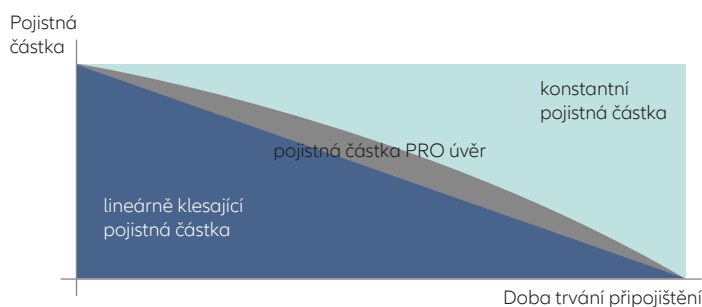 Pojistná
částka
konstantní
pojistná částka
pojistná částka PRO úvěr
lineárně klesající
pojistná částka
Doba trvání připojištění